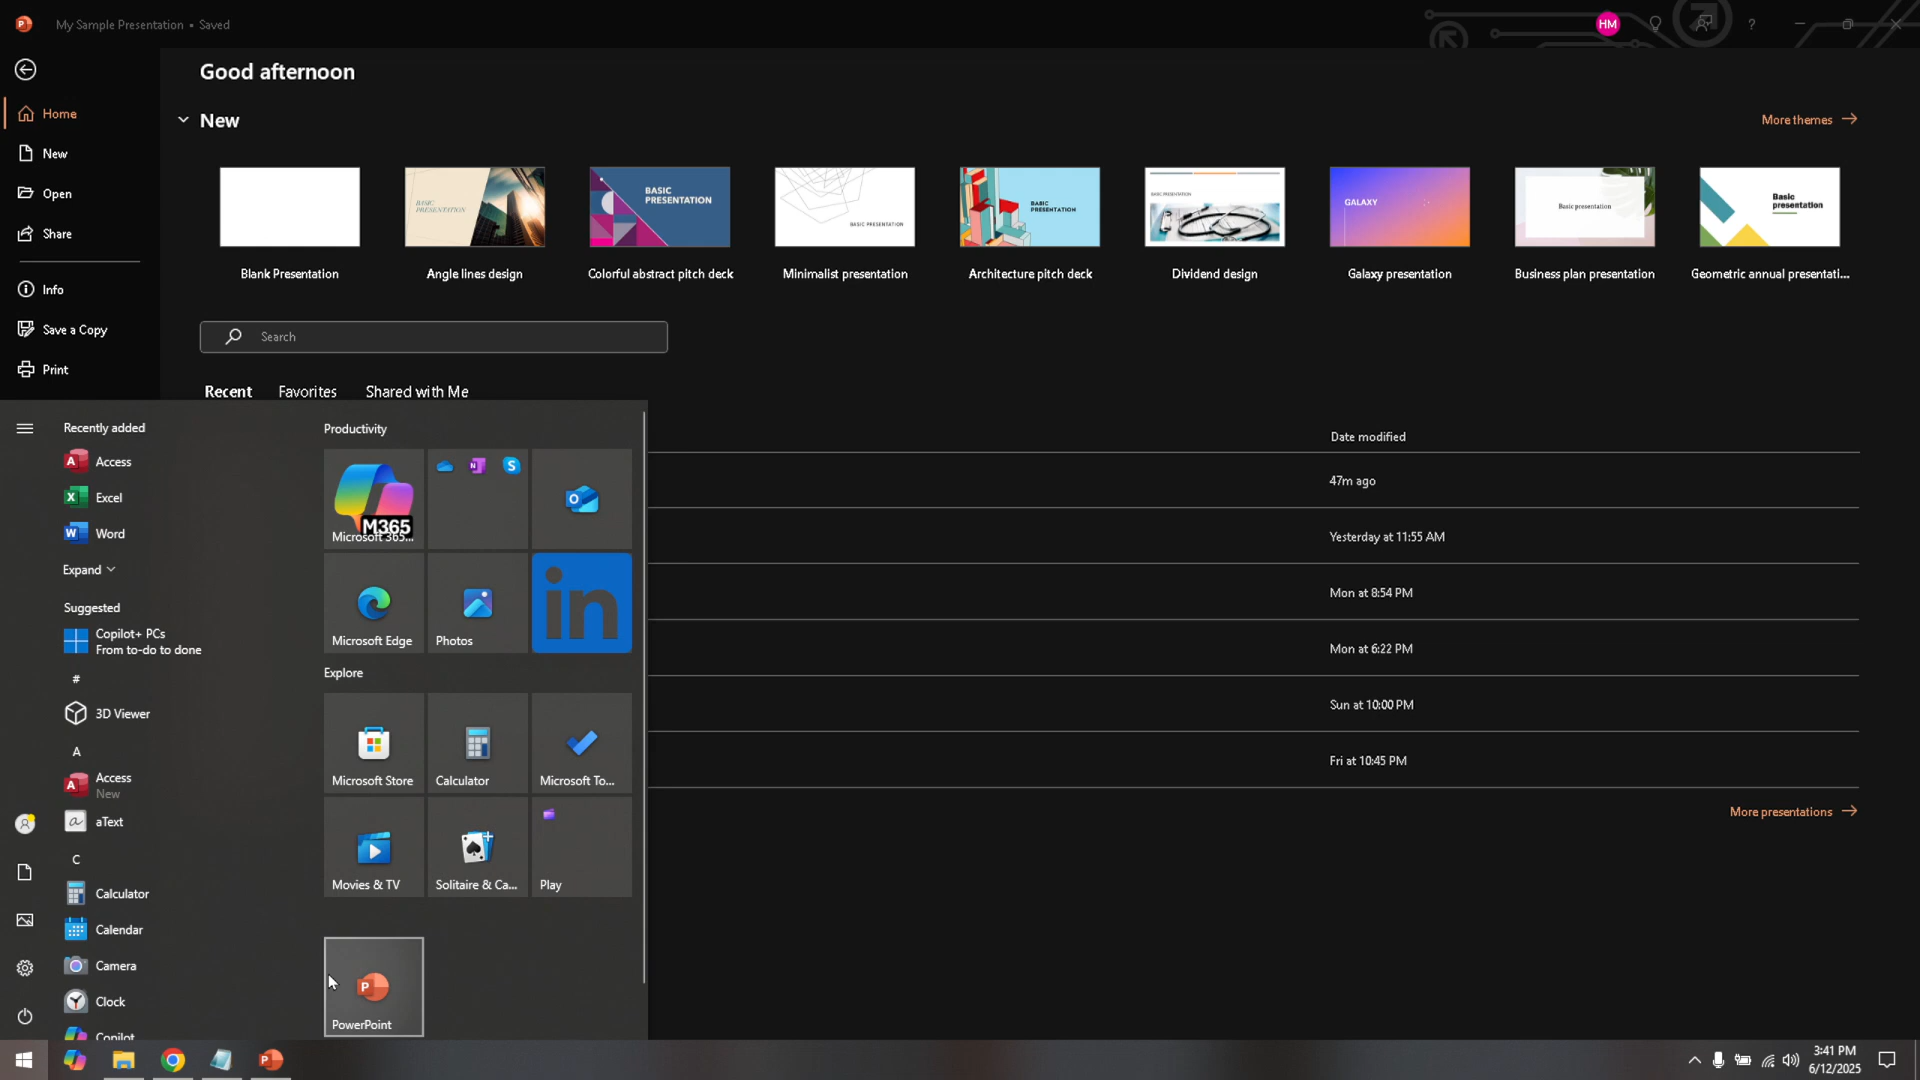 My Sample Presentation • Saved
HM
?
Good afternoon
Home
New
More themes
New
BASIC PRESENTATION
BASIC PRESENTATION
BASIC PRESENTATION
BASIC PRESENTATION
BASIC PRESENTATION
GALAXY
Basic presentation
Basic presentation
Open
Blank Presentation
Angle lines design
Colorful abstract pitch deck
Minimalist presentation
Architecture pitch deck
Dividend design
Galaxy presentation
Business plan presentation
Geometric annual presentati...
Share
Info
Save a Copy
Print
Search
Recent
Favorites
Shared with Me
Date modified
47m ago
Yesterday at 11:55 AM
Mon at 8:54 PM
Mon at 6:22 PM
Sun at 10:00 PM
Fri at 10:45 PM
More presentations
Recently added
Access
Excel
Word
Expand
Suggested
Copilot+ PCs
From to-do to done
#
3D Viewer
A
Access
New
aText
C
Calculator
Calendar
Camera
Clock
Copilot
Productivity
M365
Microsoft 365...
Microsoft Edge
Photos
in
Explore
Microsoft Store
Calculator
Microsoft To...
Movies & TV
Solitaire & Ca...
Play
PowerPoint
3:41 PM
6/12/2025